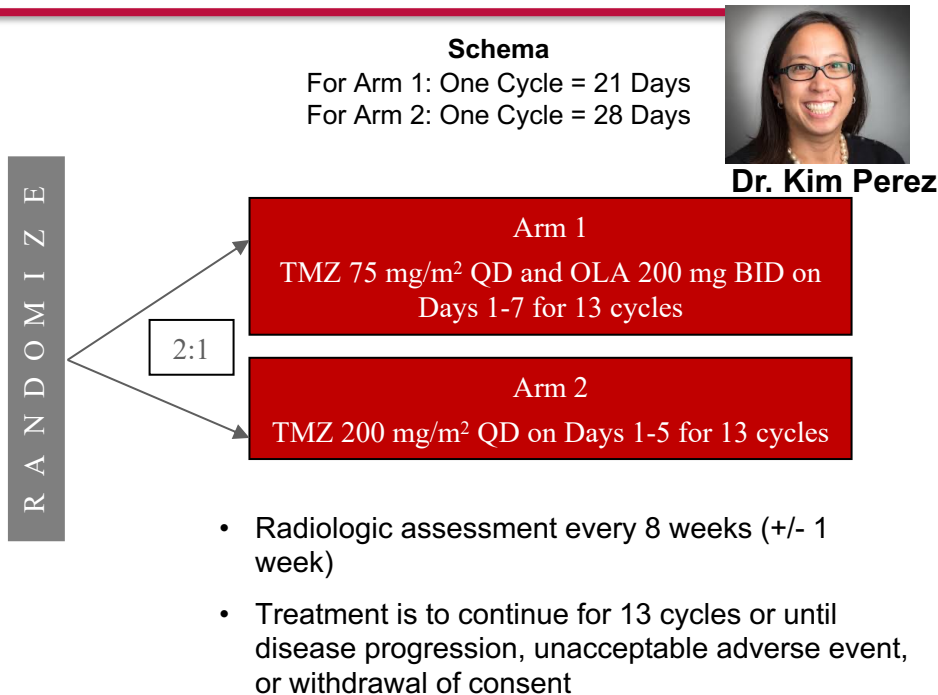 Schema
For Arm 1: One Cycle = 21 Days
For Arm 2: One Cycle = 28 Days
Dr. Kim Perez
RANDOMIZE
Arm 1
TMZ 75 mg/m² QD and OLA 200 mg BID on
Days 1-7 for 13 cycles
2:1
Arm 2
TMZ 200 mg/m² QD on Days 1-5 for 13 cycles
• Radiologic assessment every 8 weeks (+/- 1
week)
• Treatment is to continue for 13 cycles or until
disease progression, unacceptable adverse event,
or withdrawal of consent